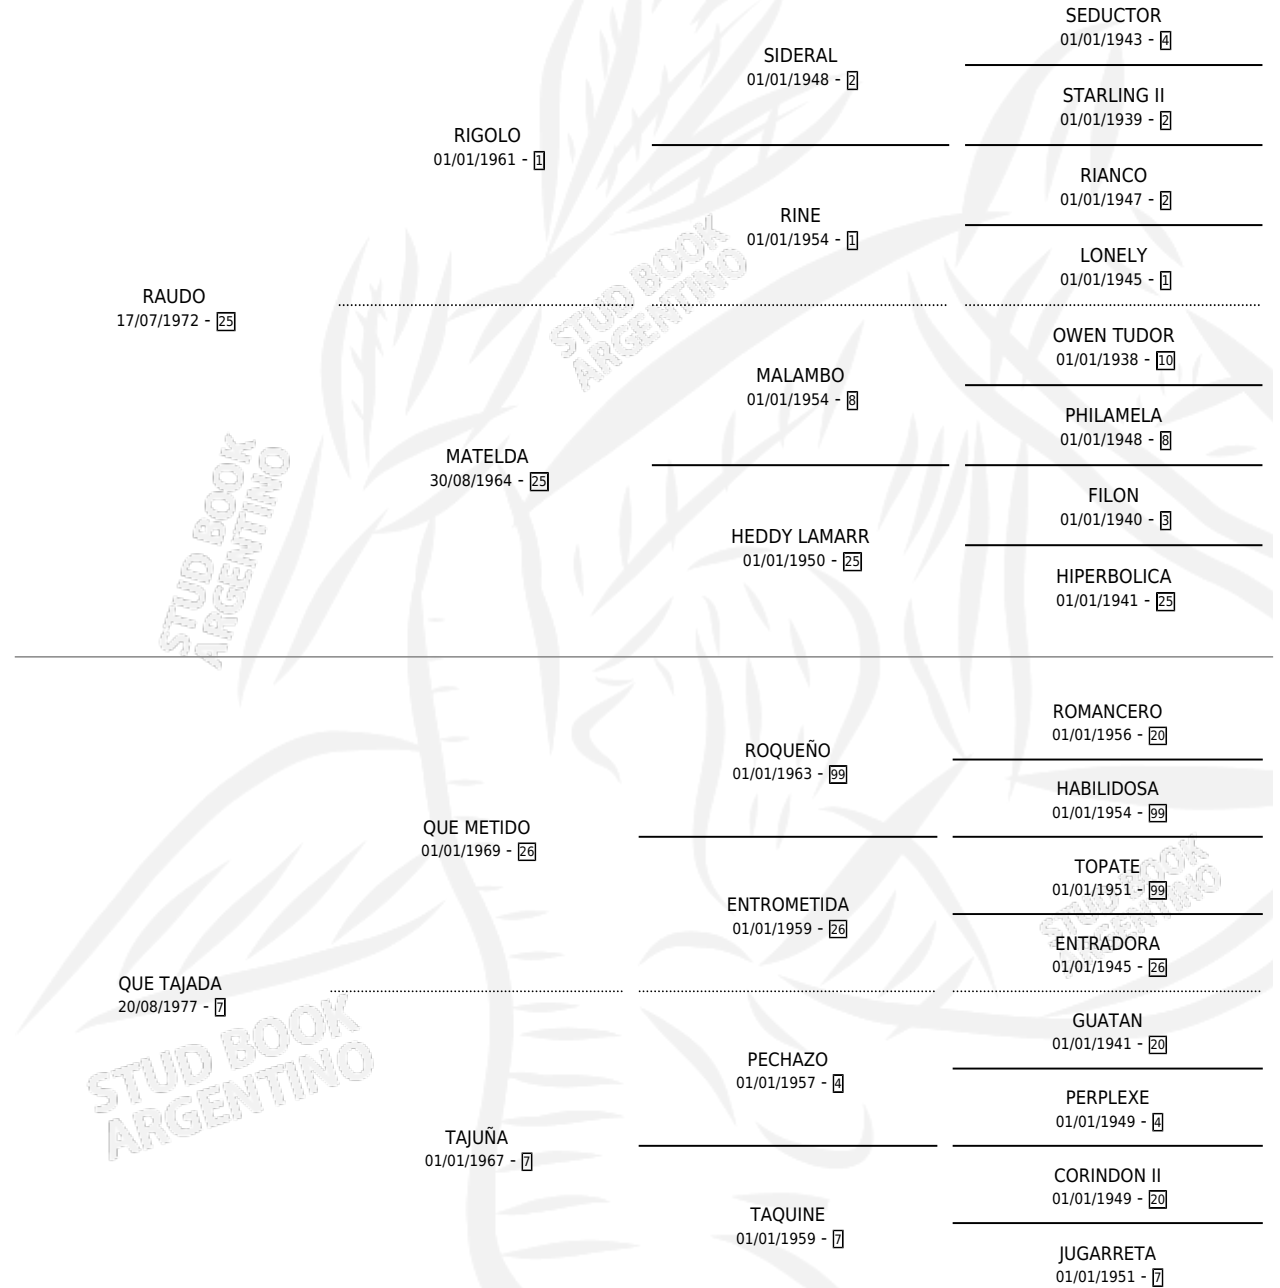 SEDUCTOR
01/01/1943 - 4
SIDERAL
01/01/1948 - 2
STARLING II
01/01/1939 - 2
RIGOLO
01/01/1961 - 1
RIANCO
01/01/1947 - 2
RINE
01/01/1954 - 1
LONELY
01/01/1945 - 1
RAUDO
17/07/1972 - 25
OWEN TUDOR
01/01/1938 - 10
MALAMBO
01/01/1954 - 8
PHILAMELA
01/01/1948 - 8
MATELDA
30/08/1964 - 25
FILON
01/01/1940 - 3
HEDDY LAMARR
01/01/1950 - 25
HIPERBOLICA
01/01/1941 - 25
ROMANCERO
01/01/1956 - 20
ROQUEÑO
01/01/1963 - 99
HABILIDOSA
01/01/1954 - 99
QUE METIDO
01/01/1969 - 26
TOPATE
01/01/1951 - 99
ENTROMETIDA
01/01/1959 - 26
ENTRADORA
01/01/1945 - 26
QUE TAJADA
20/08/1977 - 7
GUATAN
01/01/1941 - 20
PECHAZO
01/01/1957 - 4
PERPLEXE
01/01/1949 - 4
TAJUÑA
01/01/1967 - 7
CORINDON II
01/01/1949 - 20
TAQUINE
01/01/1959 - 7
JUGARRETA
01/01/1951 - 7
STUD BOOK
ARGENTINO
STUD BOOK
ARGENTINO
STUD BOOK
ARGENTINO
STUD BOOK
ARGENTINO